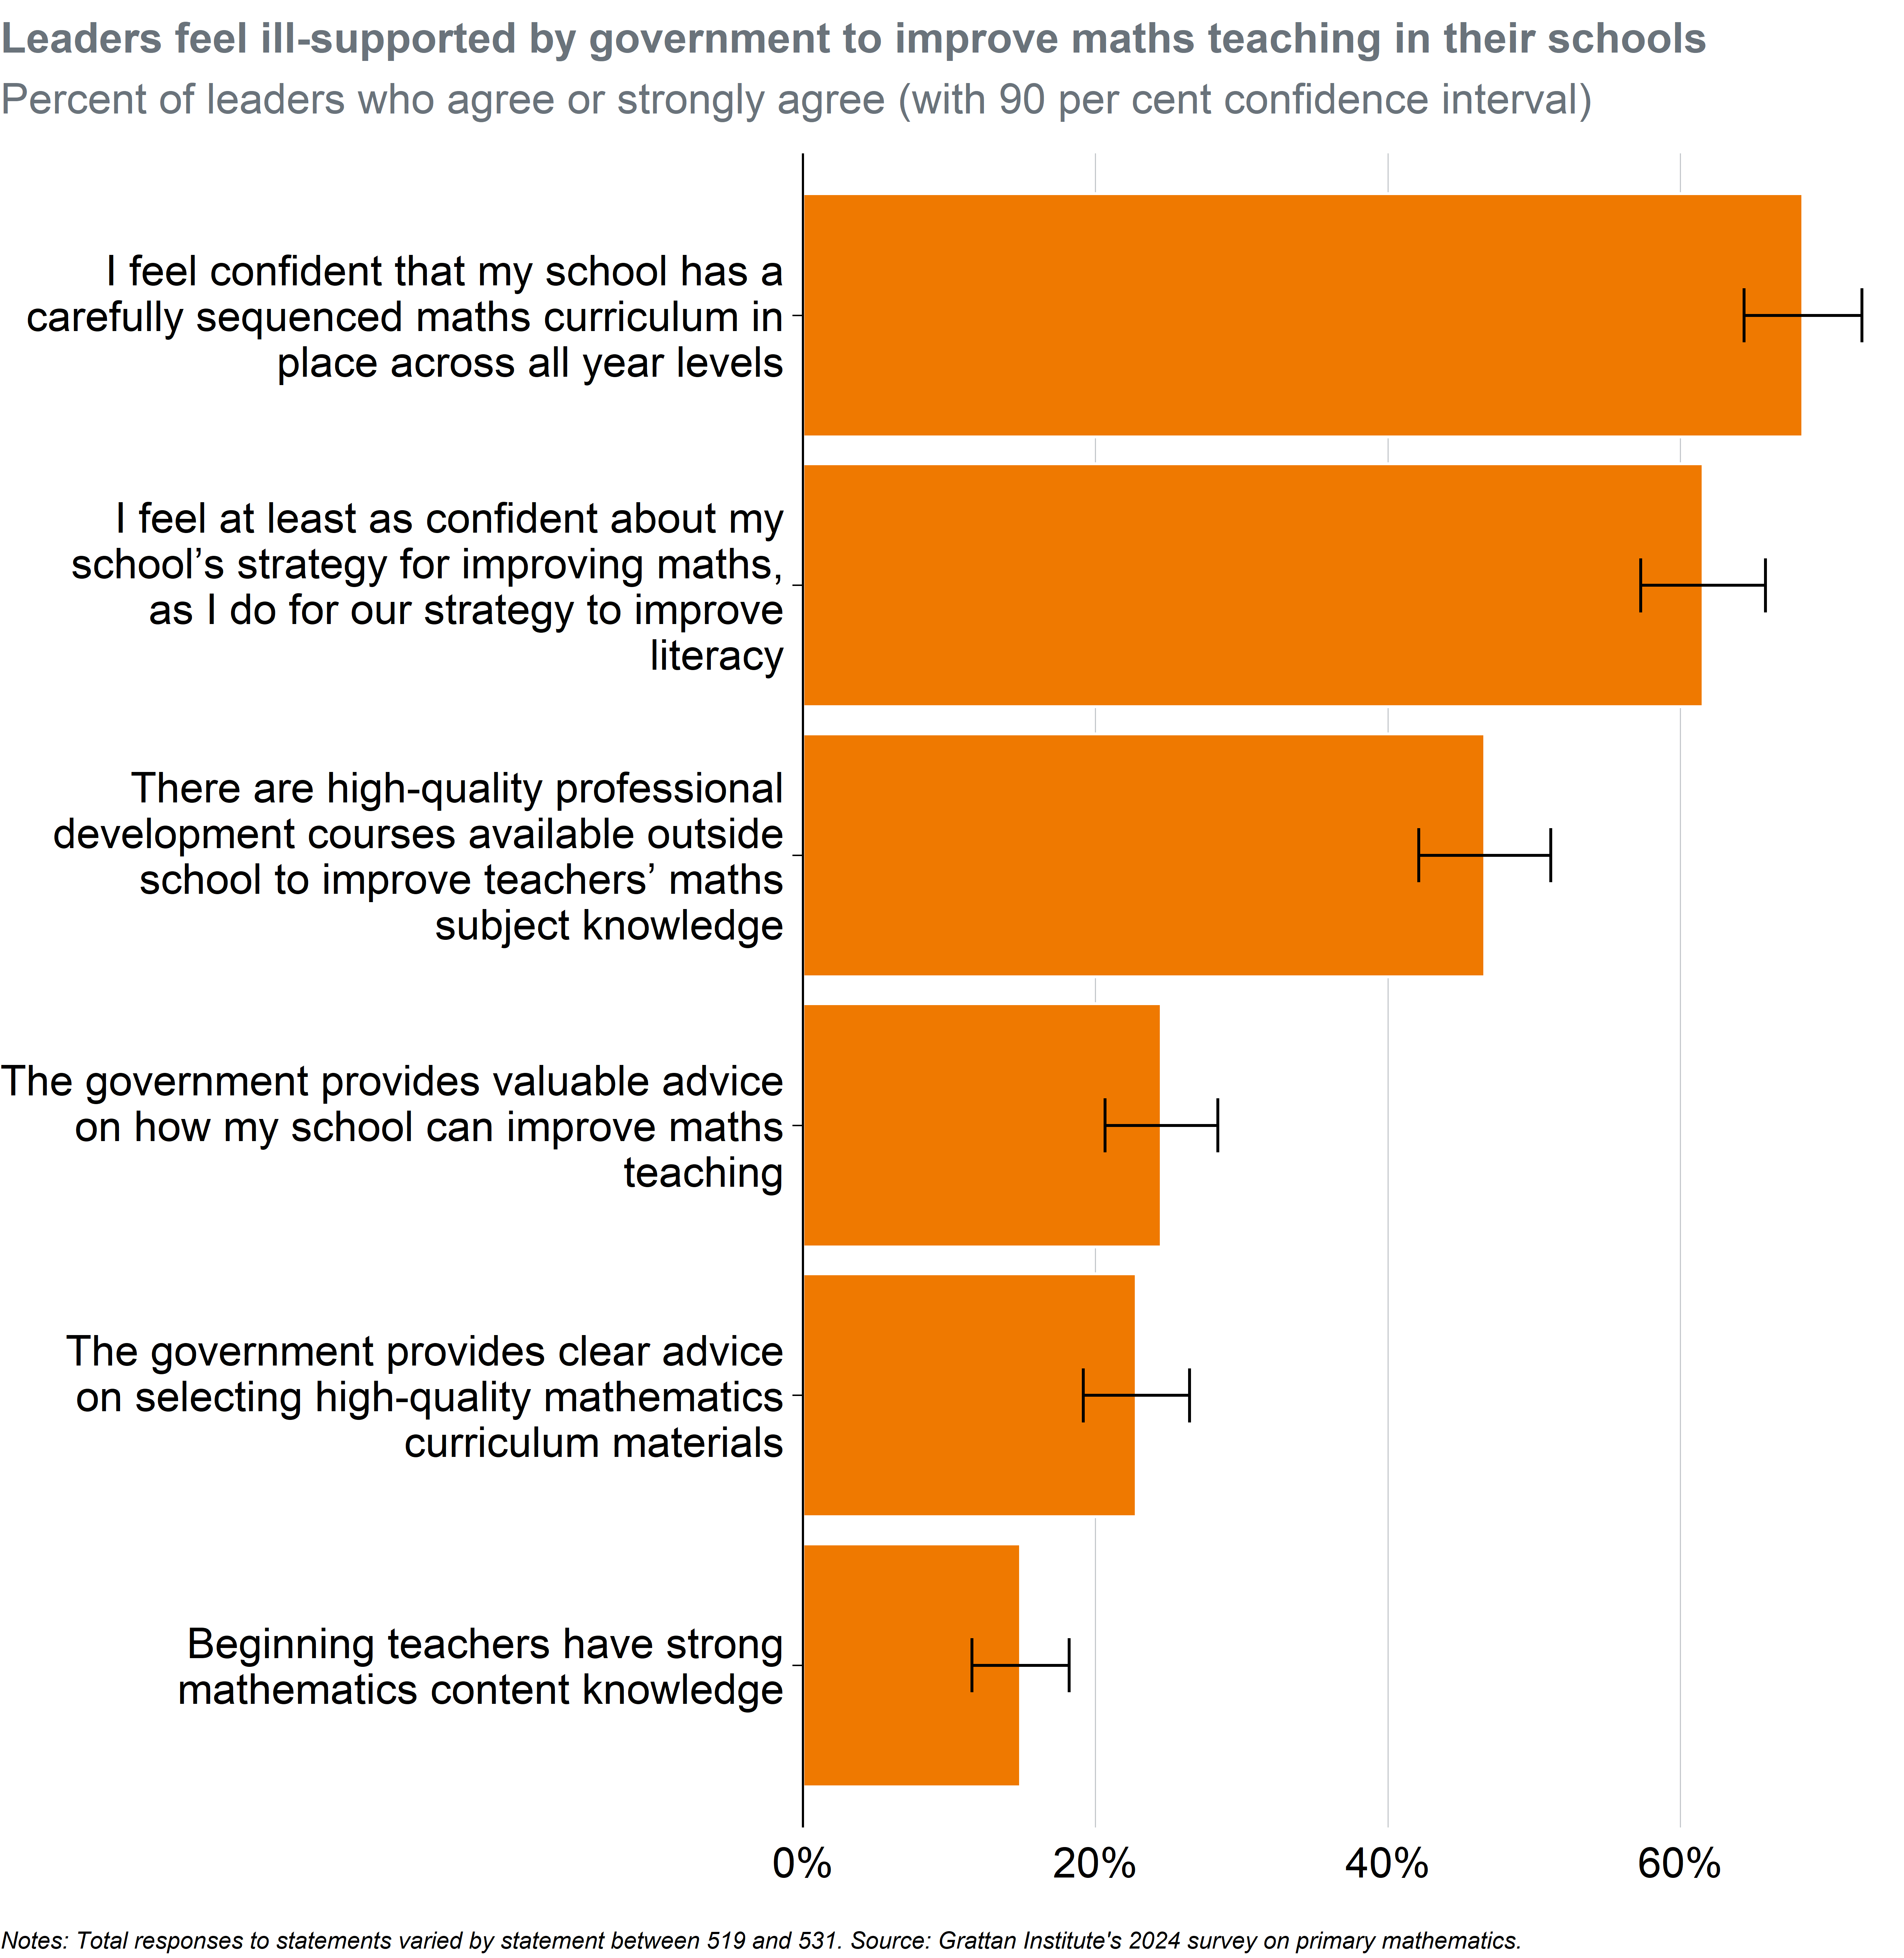 Leaders feel ill-supported by government to improve maths teaching in their schools
Percent of leaders who agree or strongly agree (with 90 per cent confidence interval)
I feel confident that my school has a
carefully sequenced maths curriculum in
place across all year levels
I feel at least as confident about my
school’s strategy for improving maths,
as I do for our strategy to improve
literacy
There are high-quality professional
development courses available outside
school to improve teachers’ maths
subject knowledge
The government provides valuable advice
on how my school can improve maths
teaching
The government provides clear advice
on selecting high-quality mathematics
curriculum materials
Beginning teachers have strong
mathematics content knowledge
0% 20% 40% 60%
Notes: Total responses to statements varied by statement between 519 and 531. Source: Grattan Institute's 2024 survey on primary mathematics.